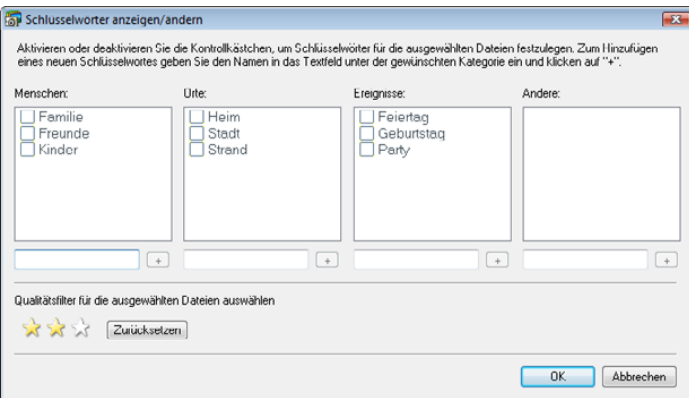 Schlusselworter anzeigen/andern
Aktivieren oder deaktivieren Sie die Kontrollkästchen, um Schlüsselwörter für die ausgewählten Dateien festzulegen. Zum Hinzufügen
eines neuen Schlüsselwortes geben Sie den Namen in das Textfeld unter der gewünschten Kategorie ein und klicken auf "+".
Menschen: Urte: Ereignisse: Andere:
Familie Heim Feiertag
Freunde Stadt Geburtstag
Kinder Strand Party
+ + + +
Qualitätsfilter für die ausgewählten Dateien auswählen
Zurücksetzen
OK Abbrechen